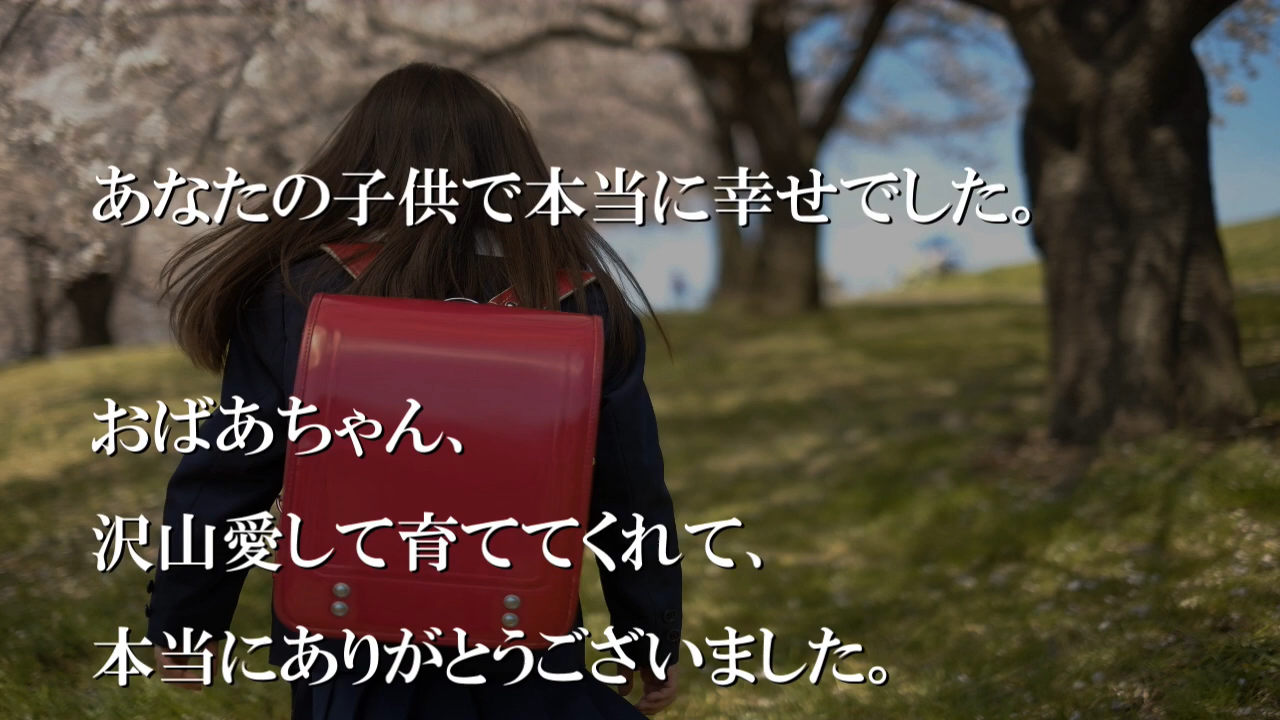 あなたの子供で本当に幸せでした。
おばあちゃん、
沢山愛して育ててくれて、
本当にありがとうございました。